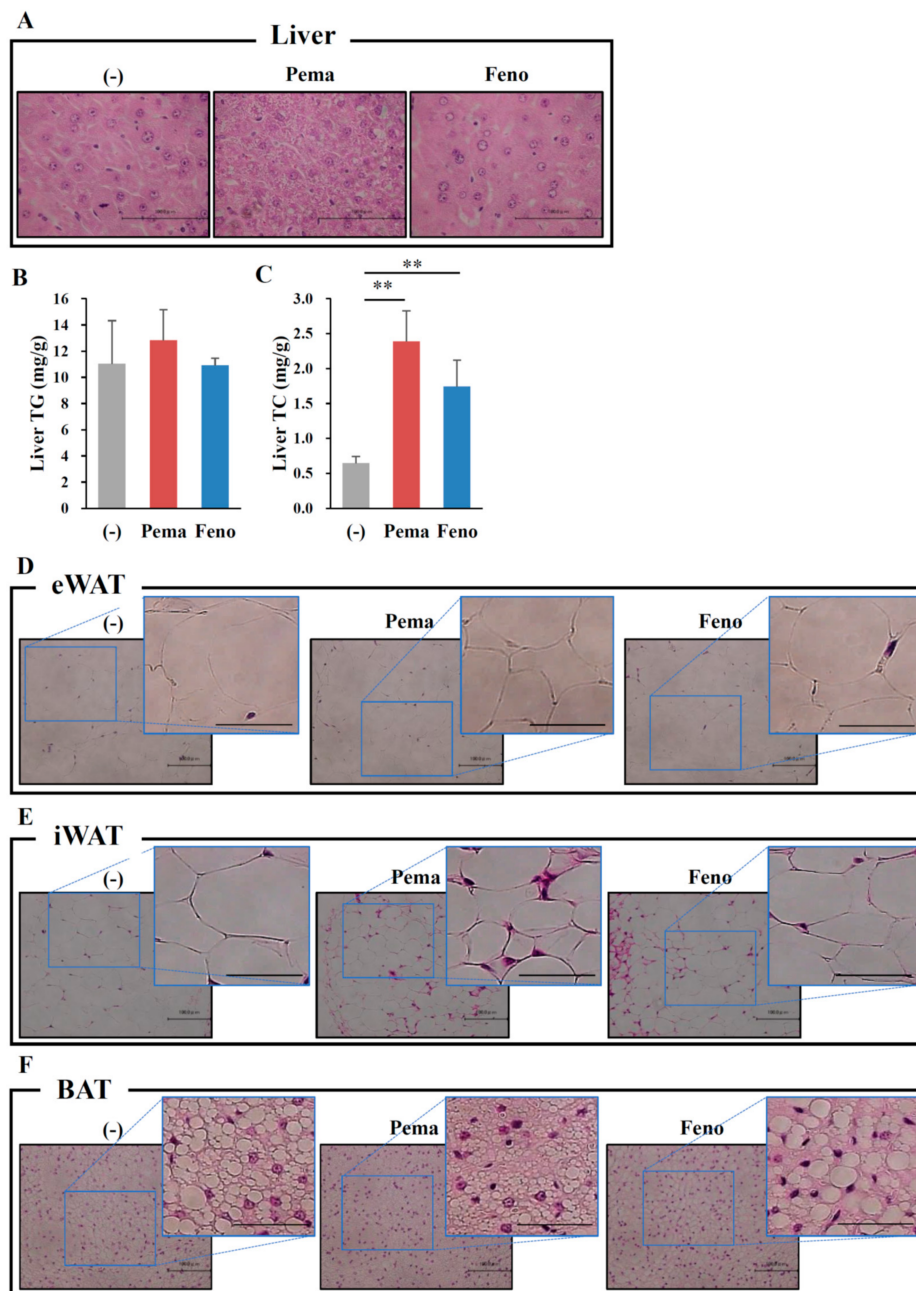 A
Liver
(-)
Pema
Feno
B
Liver TG (mg/g)
16
14
12
10
8
6
4
2
0
(-) Pema Feno
C
**
**
Liver TC (mg/g)
3.0
2.5
2.0
1.5
1.0
0.5
0.0
(-) Pema Feno
D
eWAT
(-)
Pema
Feno
E
iWAT
(-)
Pema
Feno
F
BAT
(-)
Pema
Feno